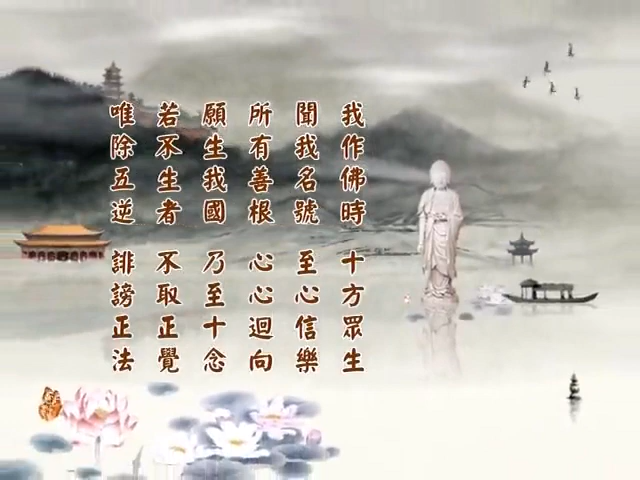 我作佛時 十方眾生
聞我名號 至心信樂
所有善根 心心迴向
願生我國 乃至十念
若不生者 不取正覺
唯除五逆 誹謗正法